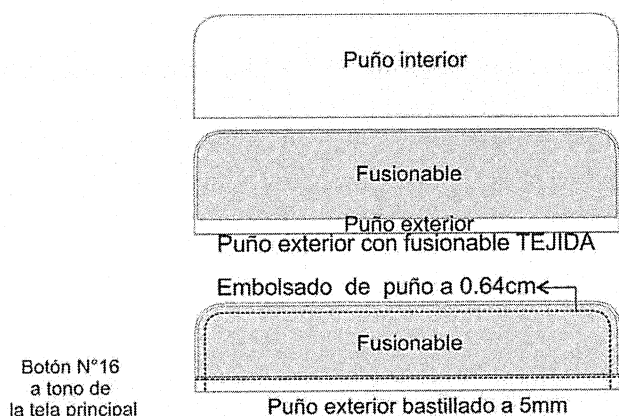 Puño interior
Fusionable
Puño exterior
Puño exterior con fusionable TEJIDA
Embolsado de puño a 0.64cm
Fusionable
Botón N°16
a tono de
la tela principal
Puño exterior bastillado a 5mm